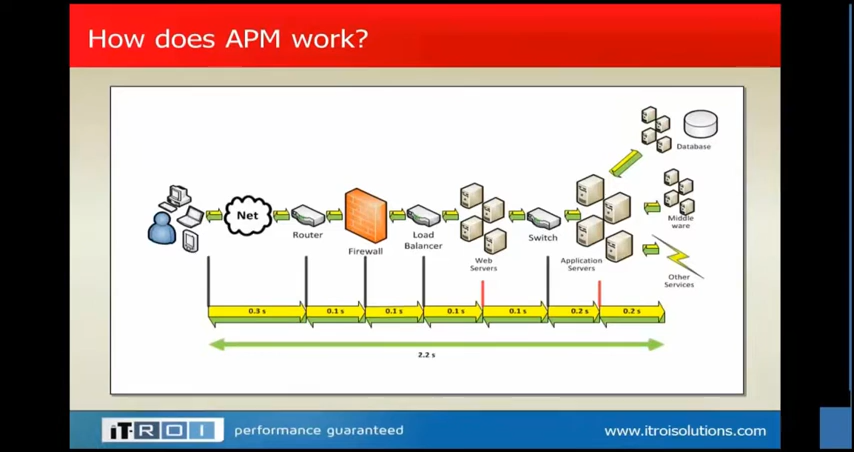 How does APM work?
Database
Net
Router
Firewall
Load
Balancer
Web
Servers
Switch
Application
Servers
Middle
ware
Other
Services
0.3 s
0.1 s
0.1 s
0.1 s
0.1 s
0.2 s
0.2 s
2.2 s
iT-ROI
performance guaranteed
www.itroisolutions.com